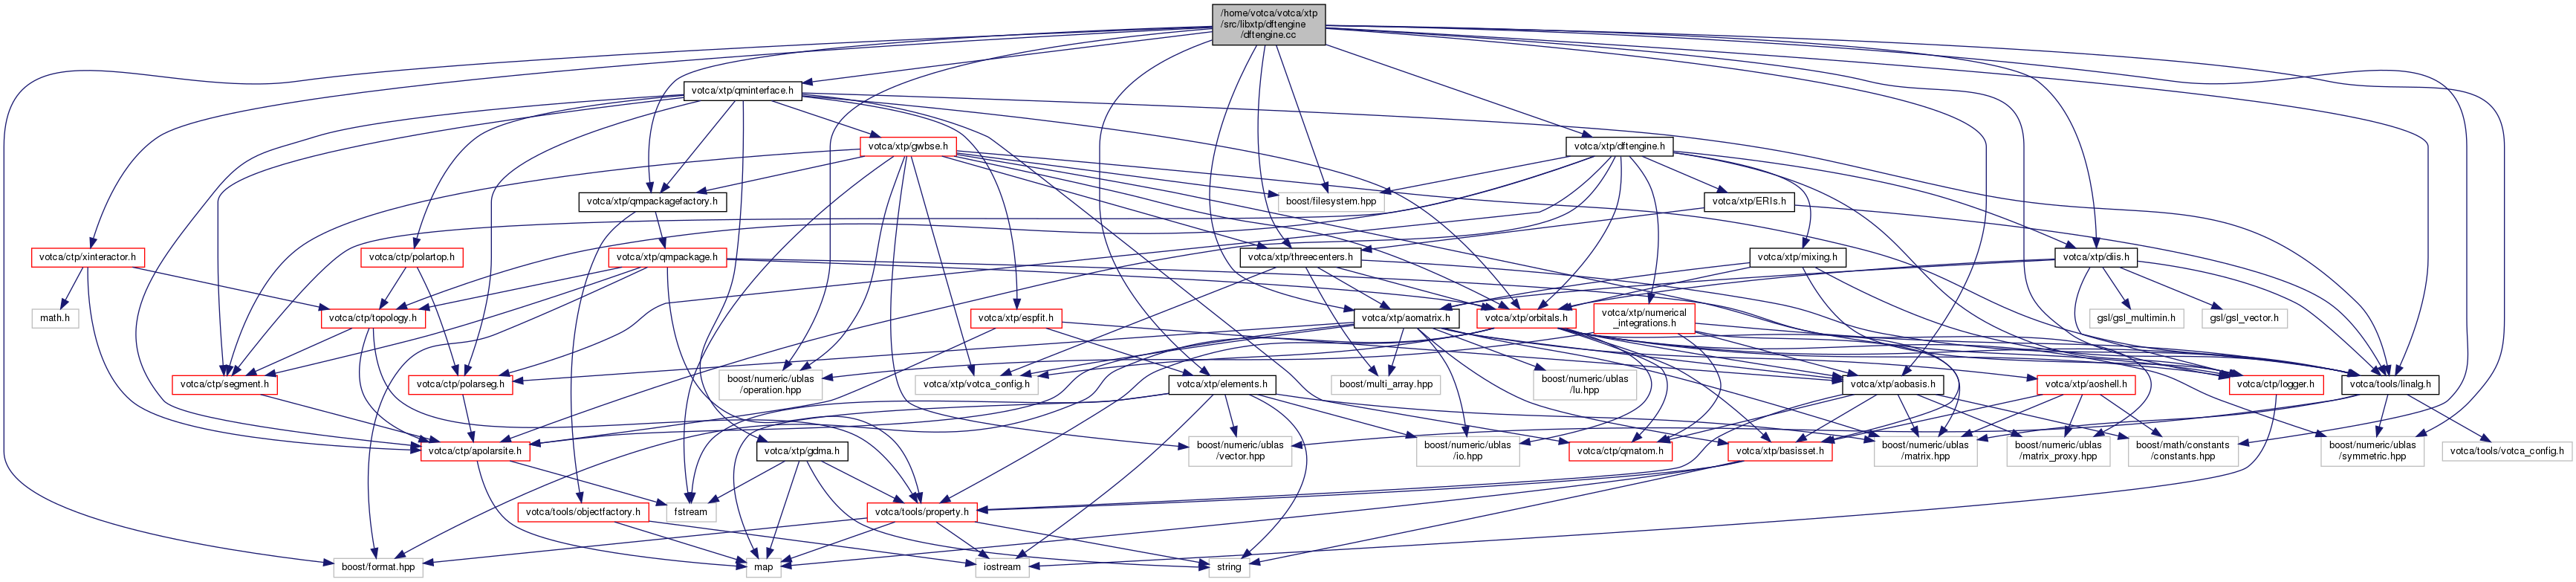 /home/votca/votca/xtp
/src/libxtp/dftengine
/dftengine.cc
votca/xtp/qminterface.h
votca/xtp/gwbse.h
votca/xtp/dftengine.h
votca/xtp/qmpackagefactory.h
boost/filesystem.hpp
votca/xtp/ERIs.h
votca/ctp/xinteractor.h
votca/ctp/polartop.h
votca/xtp/qmpackage.h
votca/xtp/threecenters.h
votca/xtp/mixing.h
votca/xtp/diis.h
math.h
votca/ctp/topology.h
votca/xtp/espfit.h
votca/xtp/aomatrix.h
votca/xtp/orbitals.h
votca/xtp/numerical
_integrations.h
gsl/gsl_multimin.h
gsl/gsl_vector.h
votca/ctp/segment.h
votca/ctp/polarseg.h
boost/numeric/ublas
/operation.hpp
votca/xtp/votca_config.h
votca/xtp/elements.h
boost/multi_array.hpp
boost/numeric/ublas
/lu.hpp
votca/xtp/aobasis.h
votca/xtp/aoshell.h
votca/ctp/logger.h
votca/tools/linalg.h
votca/ctp/apolarsite.h
votca/xtp/gdma.h
boost/numeric/ublas
/vector.hpp
boost/numeric/ublas
/io.hpp
votca/ctp/qmatom.h
votca/xtp/basisset.h
boost/numeric/ublas
/matrix.hpp
boost/numeric/ublas
/matrix_proxy.hpp
boost/math/constants
/constants.hpp
boost/numeric/ublas
/symmetric.hpp
votca/tools/votca_config.h
votca/tools/objectfactory.h
fstream
votca/tools/property.h
boost/format.hpp
map
iostream
string